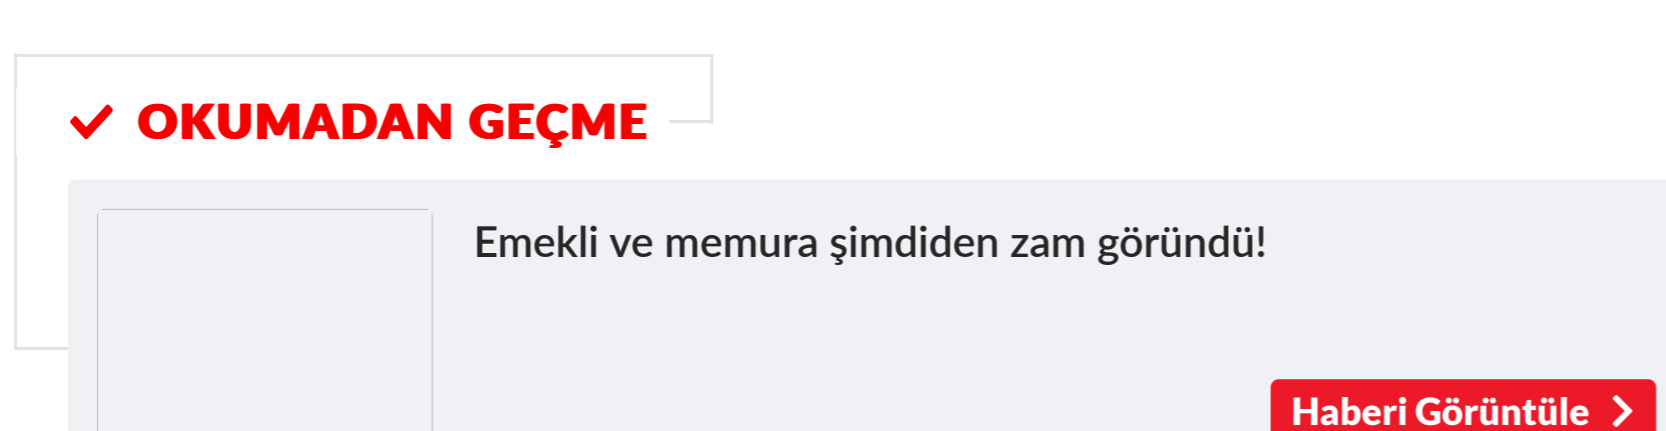 OKUMADAN GEÇME
Emekli ve memura şimdiden zam göründü!
Haberi Görüntüle